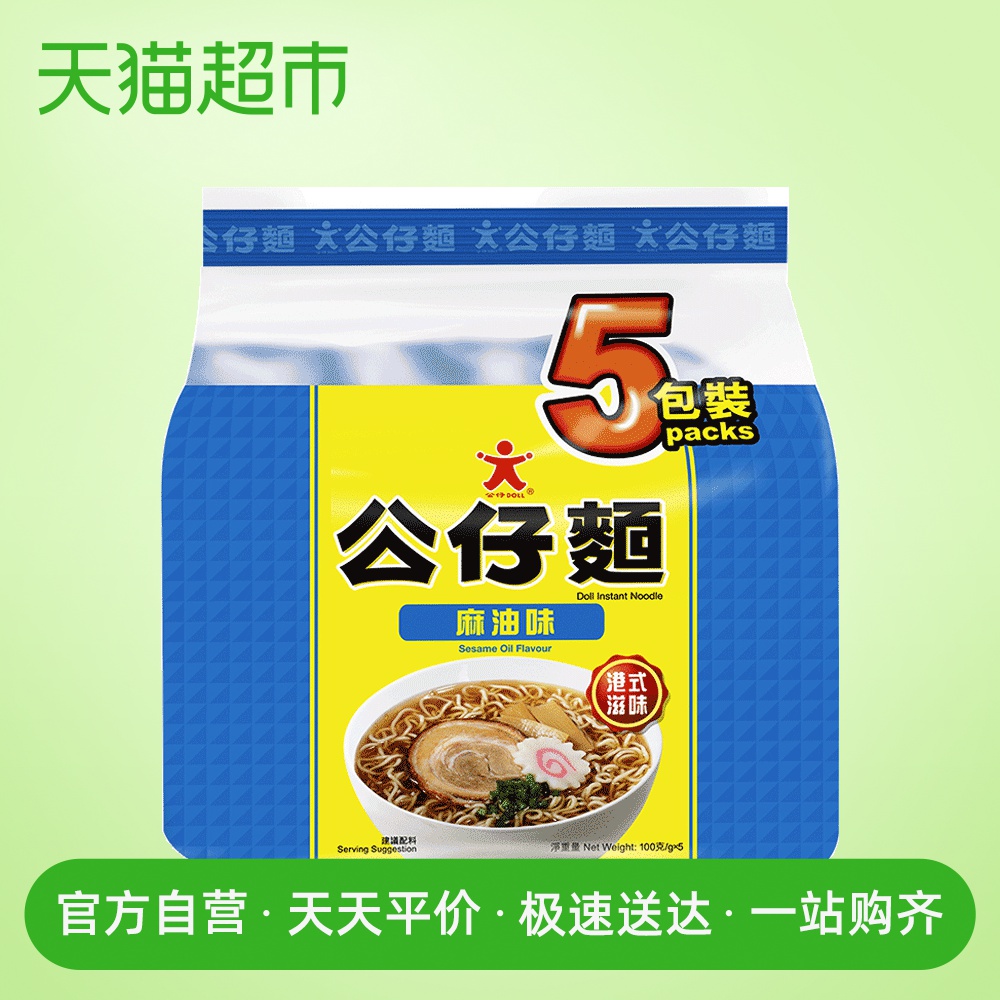 天猫超市
公仔麵 公仔麵 公仔麵 公仔麵
5包裝
packs
公仔DOLL®
公仔麵
Doll Instant Noodle
麻油味
Sesame Oil Flavour
港式
滋味
建議配料
Serving Suggestion
淨重量 Net Weight: 100克/g×5
官方自营 · 天天平价 · 极速送达 · 一站购齐